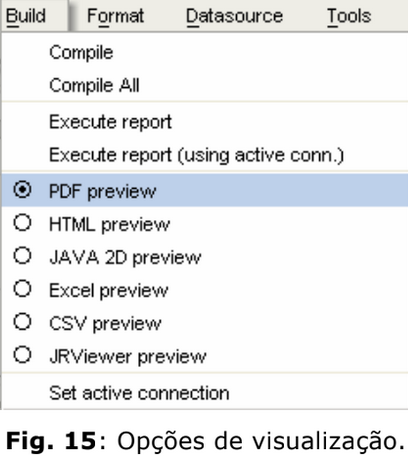 Build Format Datasource Tools
Compile
Compile All
Execute report
Execute report (using active conn.)
PDF preview
HTML preview
JAVA 2D preview
Excel preview
CSV preview
JRViewer preview
Set active connection
Fig. 15: Opções de visualização.